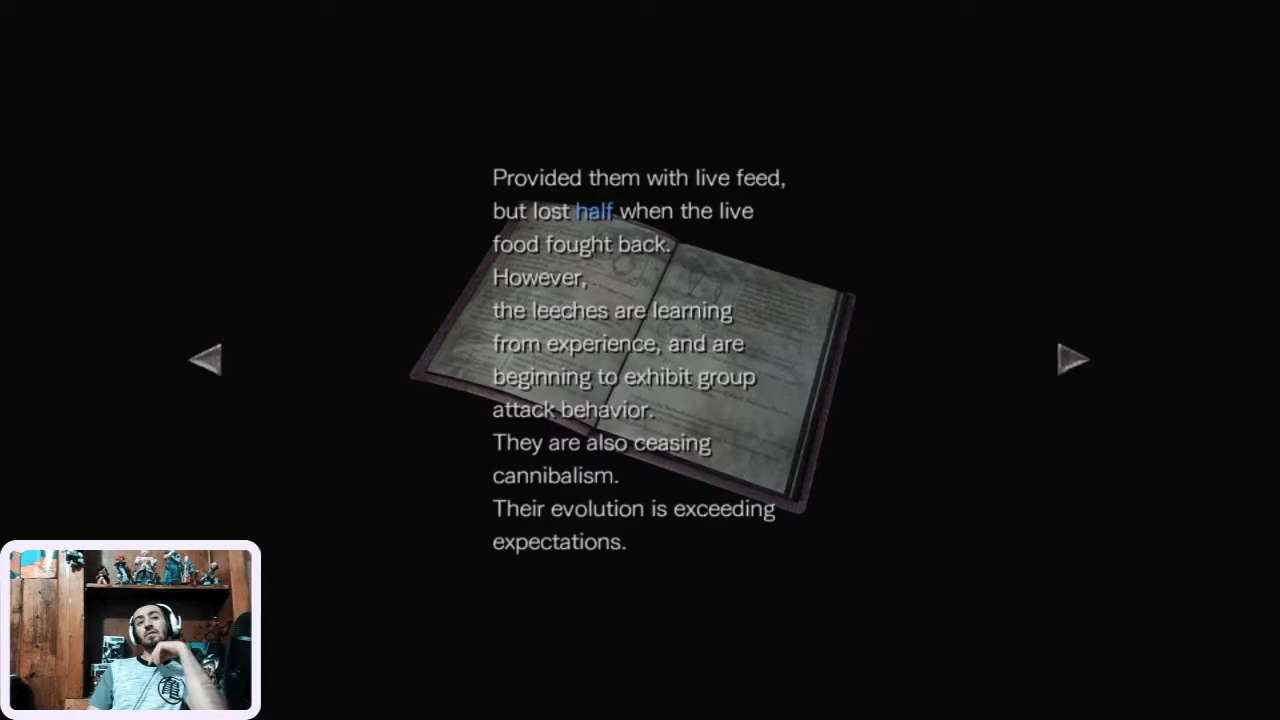 Provided them with live feed,
but lost half when the live
food fought back.
However,
the leeches are learning
from experience, and are
beginning to exhibit group
attack behavior.
They are also ceasing
cannibalism.
Their evolution is exceeding
expectations.